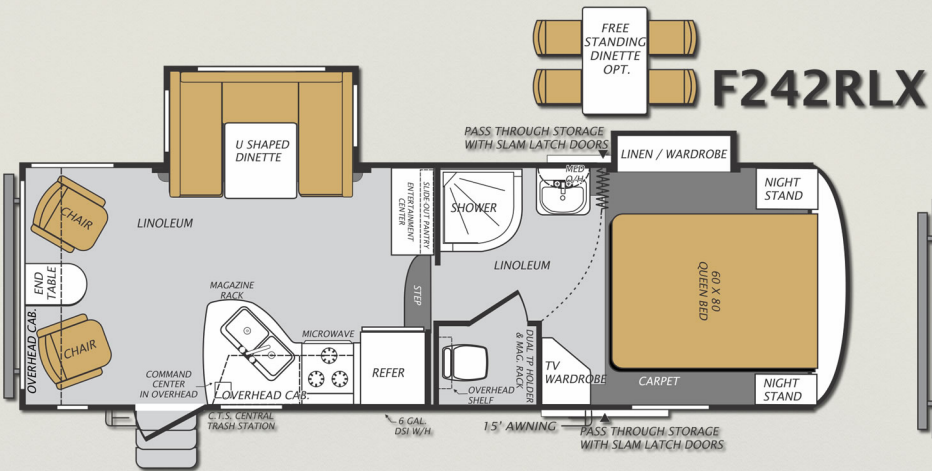 FREE
STANDING
DINETTE
OPT.
F242RLX
PASS THROUGH STORAGE
WITH SLAM LATCH DOORS
LINEN / WARDROBE
U SHAPED
DINETTE
MED
O/H
NIGHT
STAND
CHAIR
LINOLEUM
SLIDE-OUT PANTRY
ENTERTAINMENT
CENTER
SHOWER
LINOLEUM
END
TABLE
MAGAZINE
RACK
STEP
60 X 80
QUEEN BED
OVERHEAD CAB.
CHAIR
MICROWAVE
REFER
DUAL TP HOLDER
& MAG. RACK
TV
WARDROBE
CARPET
NIGHT
STAND
COMMAND
CENTER
IN OVERHEAD
OVERHEAD CAB.
OVERHEAD
SHELF
C.T.S. CENTRAL
TRASH STATION
6 GAL.
DSI W/H
15' AWNING
PASS THROUGH STORAGE
WITH SLAM LATCH DOORS